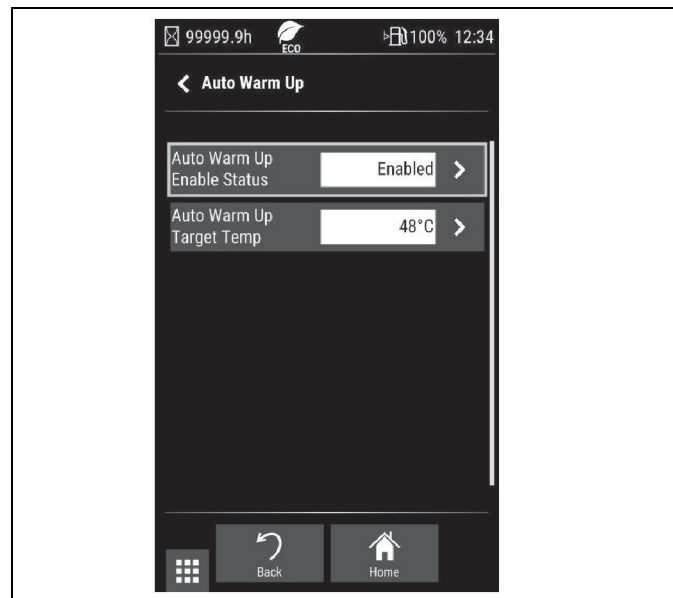 99999.9h ECO 100% 12:34
Auto Warm Up
Auto Warm Up
Enable Status
Enabled
Auto Warm Up
Target Temp
48°C
Back
Home